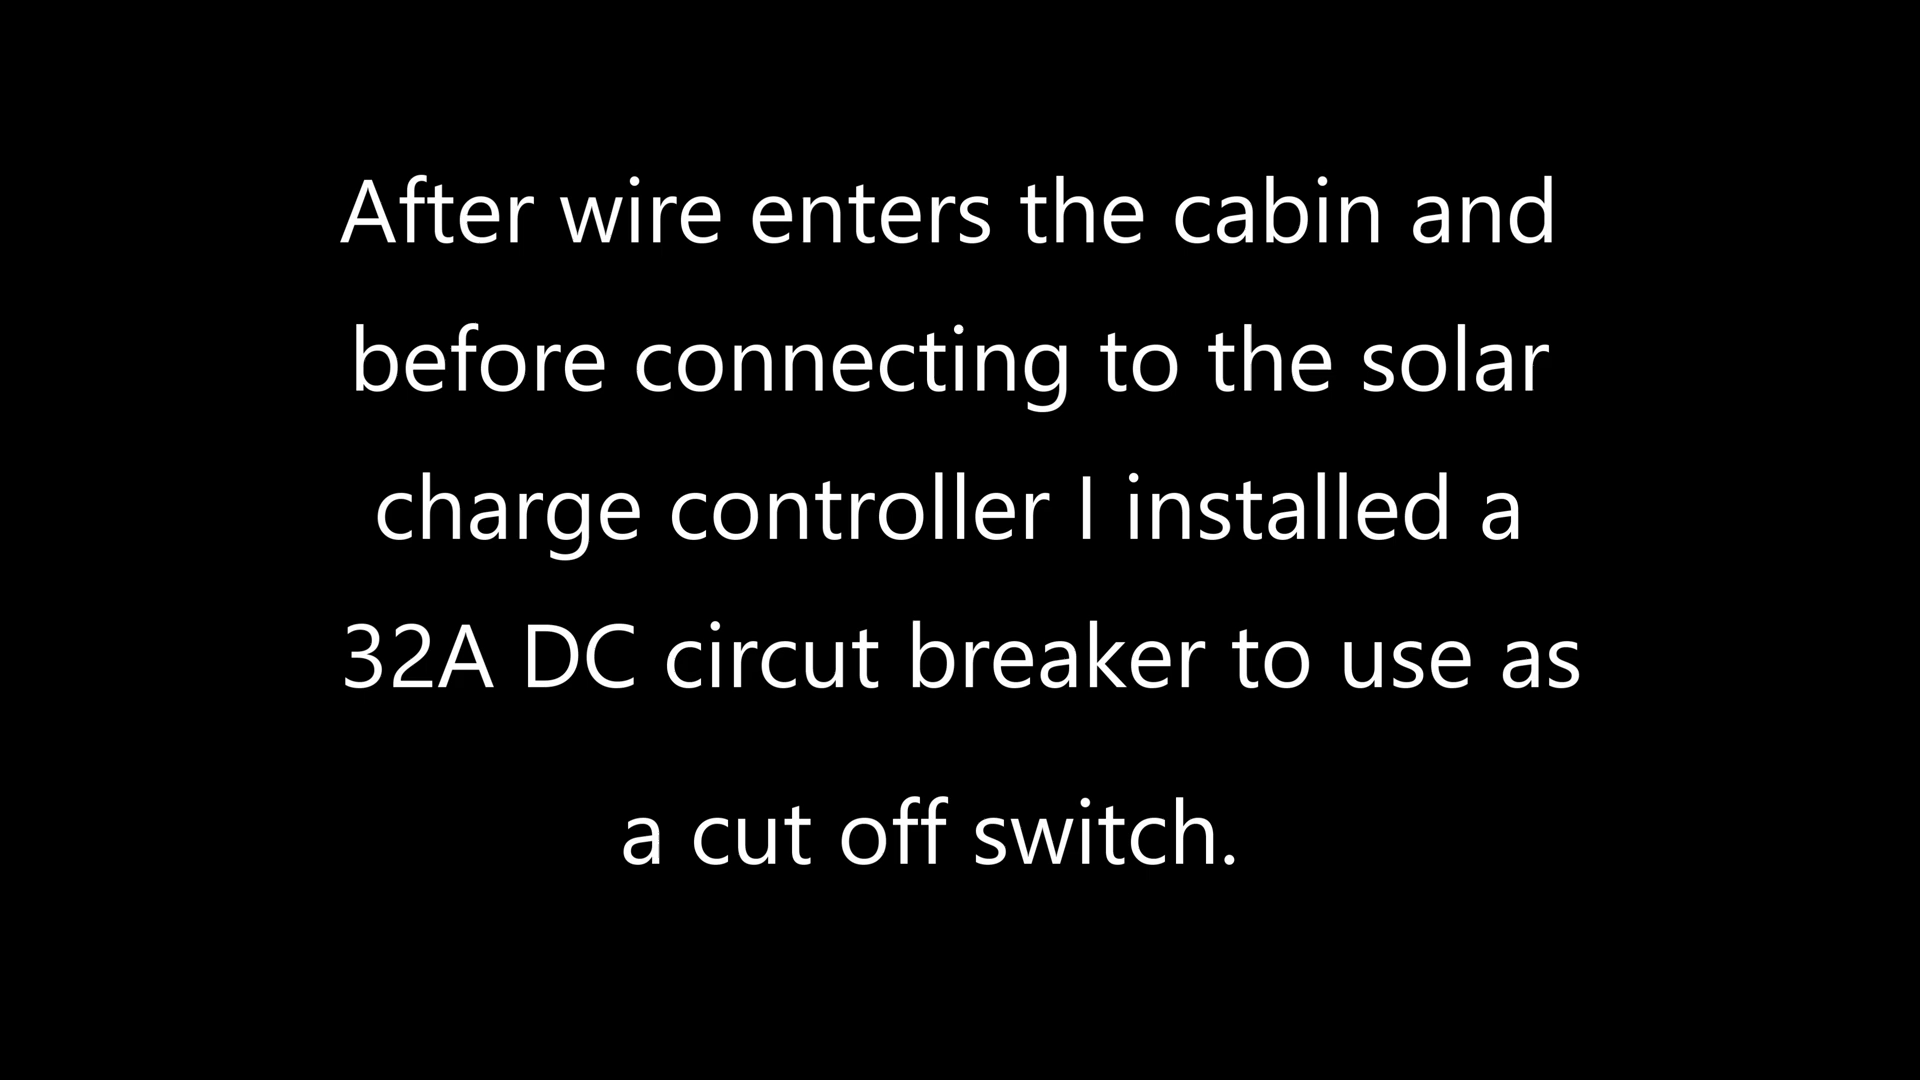 After wire enters the cabin and
before connecting to the solar
charge controller I installed a
32A DC circut breaker to use as
a cut off switch.